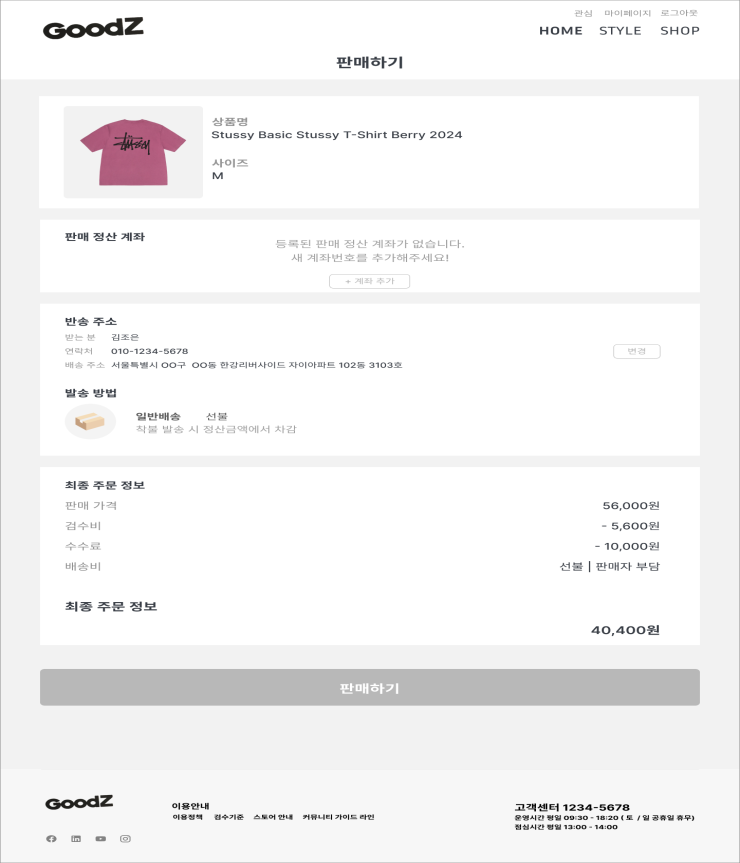 GOODZ
관심 마이페이지 로그아웃
HOME STYLE SHOP
판매하기
상품명
Stussy Basic Stussy T-Shirt Berry 2024
사이즈
M
Stussy
판매 정산 계좌
등록된 판매 정산 계좌가 없습니다.
새 계좌번호를 추가해주세요!
+ 계좌 추가
반송 주소
받는 분 김조은
연락처 010-1234-5678
배송 주소 서울특별시 OO구 OO동 한강리버사이드 자이아파트 102동 3103호
변경
발송 방법
일반배송 선불
착불 발송 시 정산금액에서 차감
최종 주문 정보
판매 가격 56,000원
검수비 - 5,600원
수수료 - 10,000원
배송비 선불 | 판매자 부담
최종 주문 정보
40,400원
판매하기
GOODZ
이용안내
이용정책 검수기준 스토어 안내 커뮤니티 가이드 라인
고객센터 1234-5678
운영시간 평일 09:30 - 18:20 ( 토 / 일 공휴일 휴무)
점심시간 평일 13:00 - 14:00